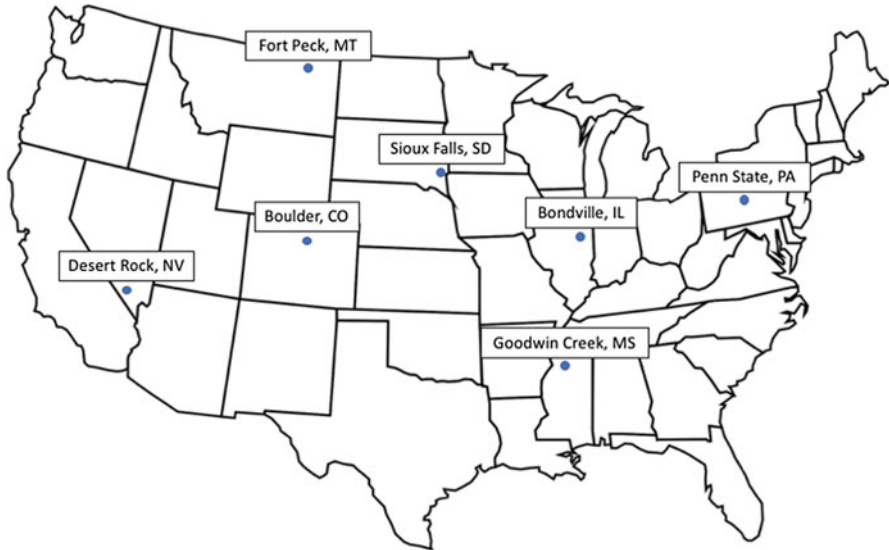 Fort Peck, MT
Sioux Falls, SD
Penn State, PA
Boulder, CO
Bondville, IL
Desert Rock, NV
Goodwin Creek, MS